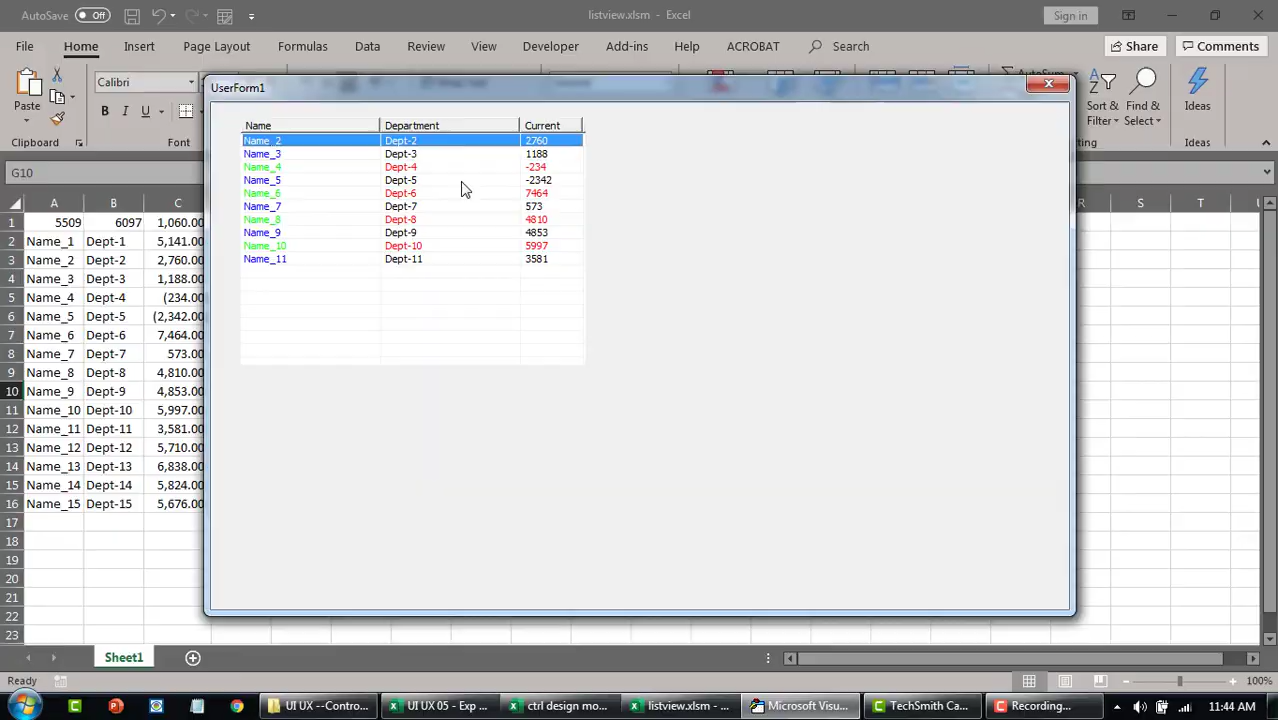 AutoSave Off listview.xlsm - Excel Sign in
File Home Insert Page Layout Formulas Data Review View Developer Add-ins Help ACROBAT Search Share Comments
Calibri
Paste
B I U
Sort & Filter
Find & Select
Ideas
Font Ideas
G10
UserForm1
Name Department Current
Name_2 Dept-2 2760
Name_3 Dept-3 1188
Name_4 Dept-4 -234
Name_5 Dept-5 -2342
Name_6 Dept-6 7464
Name_7 Dept-7 573
Name_8 Dept-8 4810
Name_9 Dept-9 4853
Name_10 Dept-10 5997
Name_11 Dept-11 3581
A B C R S T
1 5509 6097 1,060.00
2 Name_1 Dept-1 5,141.00
3 Name_2 Dept-2 2,760.00
4 Name_3 Dept-3 1,188.00
5 Name_4 Dept-4 (234.00
6 Name_5 Dept-5 (2,342.00
7 Name_6 Dept-6 7,464.00
8 Name_7 Dept-7 573.00
9 Name_8 Dept-8 4,810.00
10 Name_9 Dept-9 4,853.00
11 Name_10 Dept-10 5,997.00
12 Name_11 Dept-11 3,581.00
13 Name_12 Dept-12 5,710.00
14 Name_13 Dept-13 6,838.00
15 Name_14 Dept-14 5,824.00
16 Name_15 Dept-15 5,676.00
17
18
19
20
21
22
23
Sheet1
Ready 100%
UI UX --Contro... UI UX 05 - Exp ... ctrl design mo... listview.xlsm - ... Microsoft Visu... TechSmith Ca... Recording... 11:44 AM